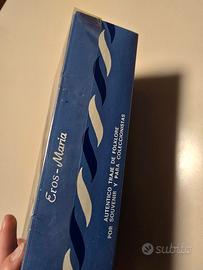 Eros-Maria
AUTENTICO TRAJE DE FOLKLORE
POR SOUVENIR Y PARA COLECCIONISTAS
subito